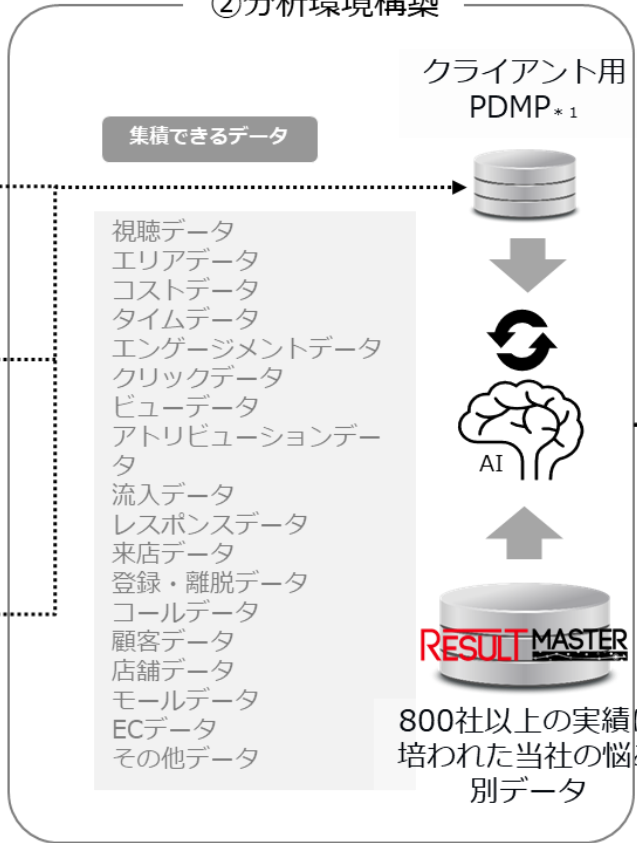 ②分析環境構築
クライアント用
PDMP＊1
集積できるデータ
視聴データ
エリアデータ
コストデータ
タイムデータ
エンゲージメントデータ
クリックデータ
ビューデータ
アトリビューションデー
タ
流入データ
レスポンスデータ
来店データ
登録・離脱データ
コールデータ
顧客データ
店舗データ
モールデータ
ECデータ
その他データ
AI
RESULT MASTER
800社以上の実績
培われた当社の悩
別データ